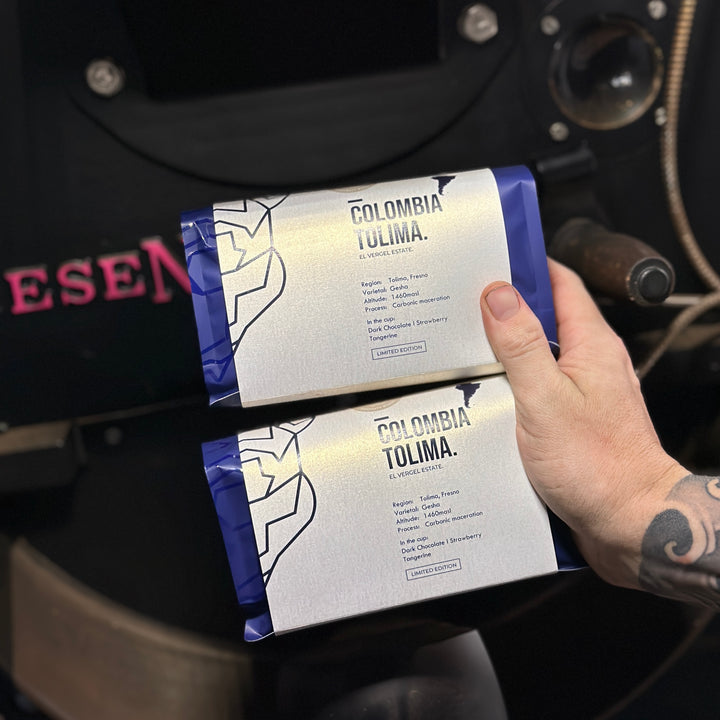 ESEN
COLOMBIA
TOLIMA.
EL VERGEL ESTATE.
Region: Tolima, Fresno
Varietal: Gesha
Altitude: 1460masl
Process: Carbonic maceration
In the cup:
Dark Chocolate | Strawberry
Tangerine
LIMITED EDITION
COLOMBIA
TOLIMA.
EL VERGEL ESTATE.
Region: Tolima, Fresno
Varietal: Gesha
Altitude: 1460masl
Process: Carbonic maceration
In the cup:
Dark Chocolate | Strawberry
Tangerine
LIMITED EDITION